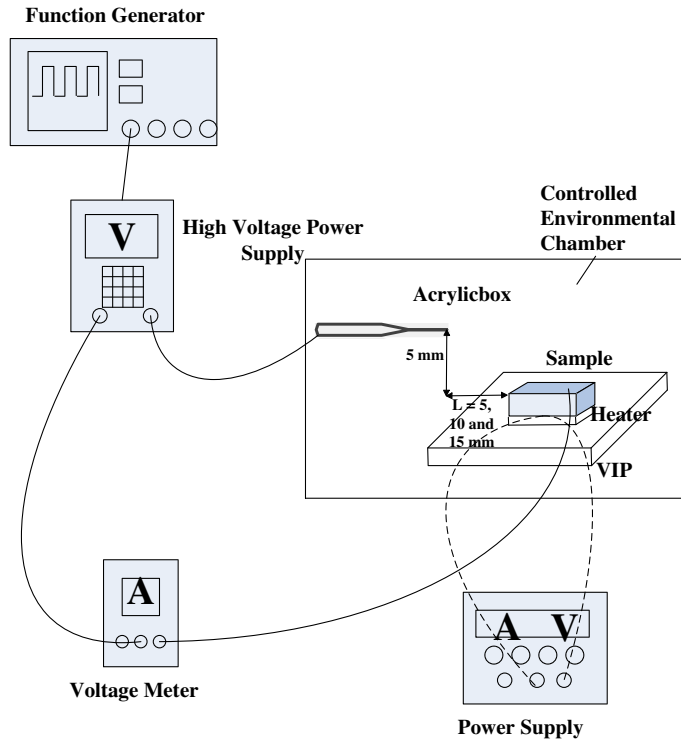 Function Generator
V
High Voltage Power
Supply
Controlled
Environmental
Chamber
Acrylicbox
5 mm
Sample
L = 5,
10 and
15 mm
Heater
VIP
A
Voltage Meter
A V
Power Supply